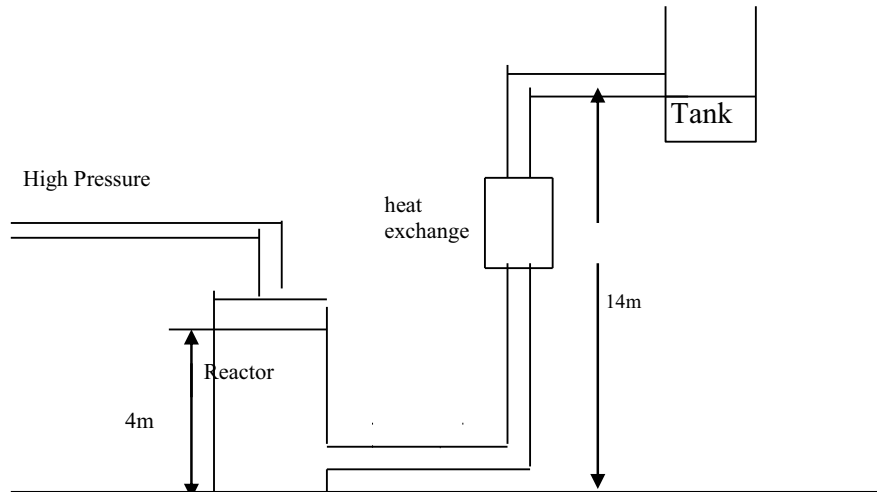 Tank
High Pressure
heat
exchange
14m
Reactor
4m